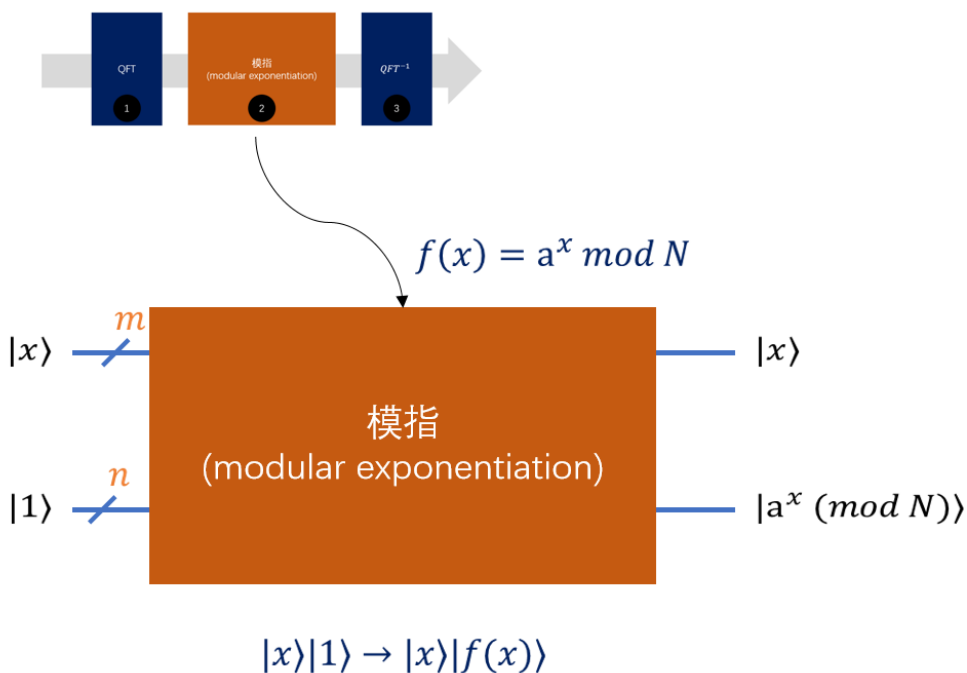 QFT
1
模指
(modular exponentiation)
2
QFT⁻¹
3
f(x) = aˣ mod N
m
|x⟩
|x⟩
模指
(modular exponentiation)
n
|1⟩
|aˣ (mod N)⟩
|x⟩|1⟩ → |x⟩|f(x)⟩